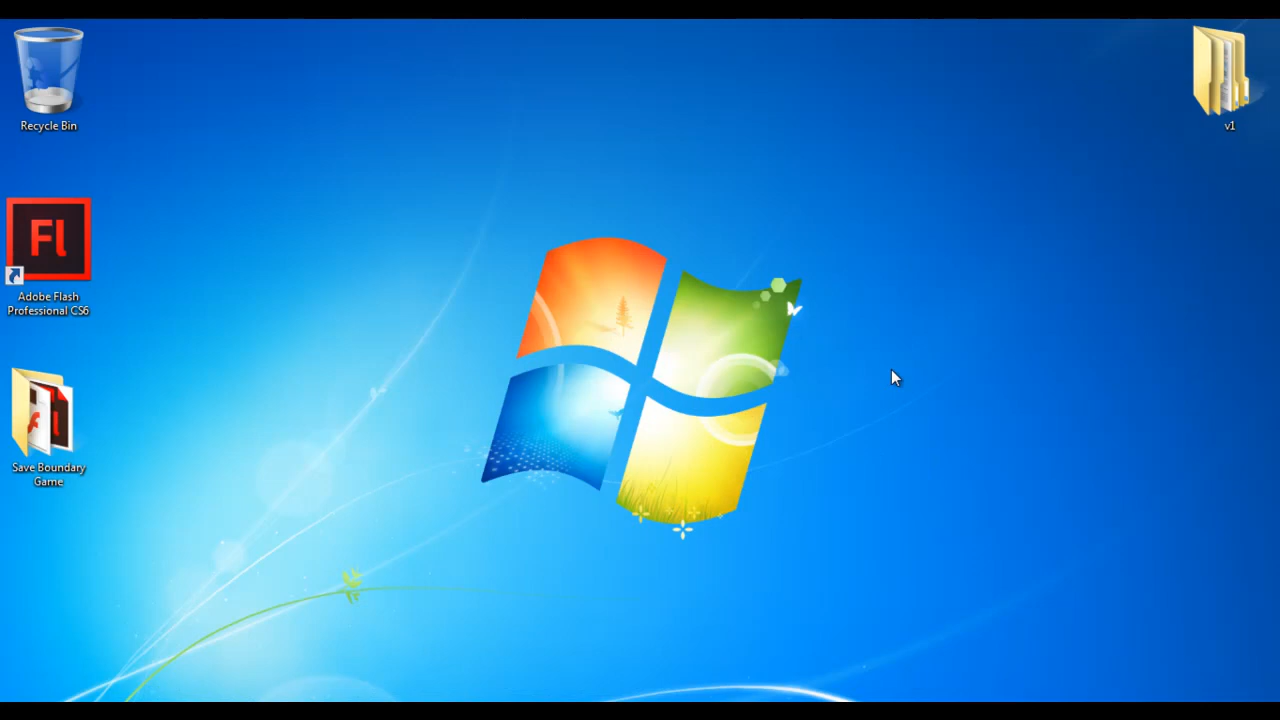 Recycle Bin
v1
Fl
Adobe Flash
Professional CS6
Save Boundary
Game